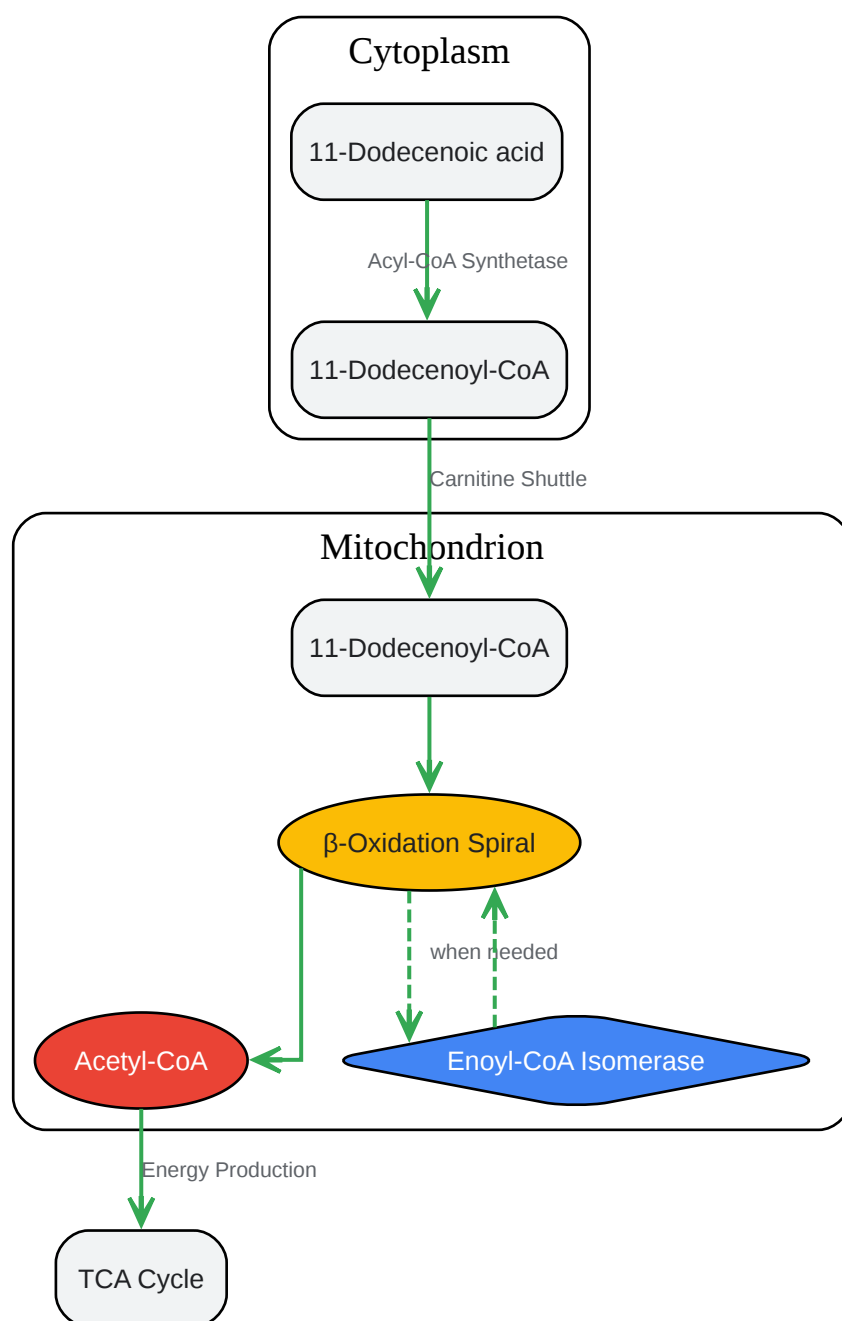 Cytoplasm
11-Dodecenoic acid
Acyl-CoA Synthetase
11-Dodecenoyl-CoA
Carnitine Shuttle
Mitochondrion
11-Dodecenoyl-CoA
β-Oxidation Spiral
when needed
Acetyl-CoA
Enoyl-CoA Isomerase
Energy Production
TCA Cycle